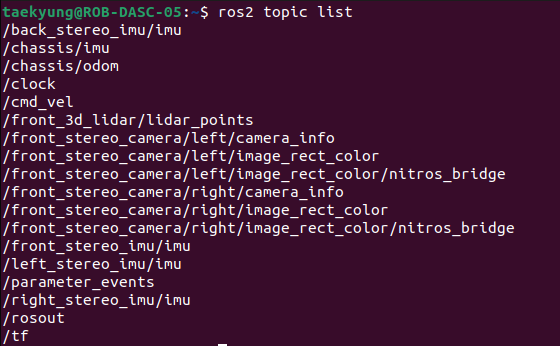 taekyung@ROB-DASC-05:~$ ros2 topic list
/back_stereo_imu/imu
/chassis/imu
/chassis/odom
/clock
/cmd_vel
/front_3d_lidar/lidar_points
/front_stereo_camera/left/camera_info
/front_stereo_camera/left/image_rect_color
/front_stereo_camera/left/image_rect_color/nitros_bridge
/front_stereo_camera/right/camera_info
/front_stereo_camera/right/image_rect_color
/front_stereo_camera/right/image_rect_color/nitros_bridge
/front_stereo_imu/imu
/left_stereo_imu/imu
/parameter_events
/right_stereo_imu/imu
/rosout
/tf